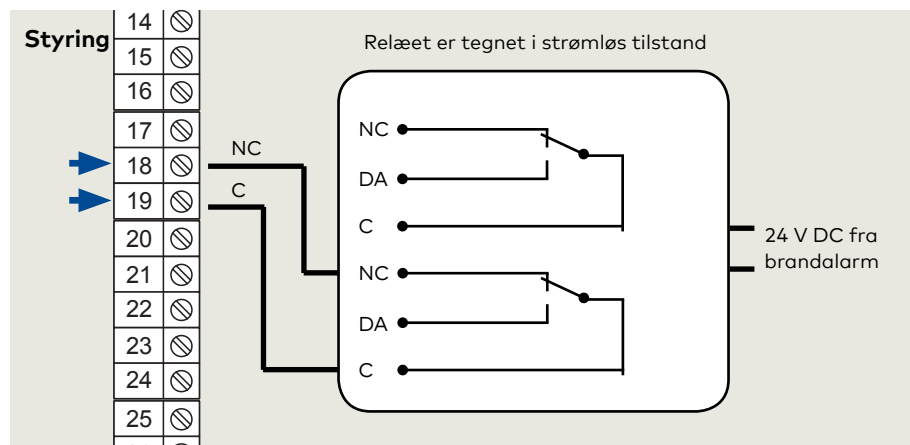 Styring
14
15
16
17
18
19
20
21
22
23
24
25
NC
C
Relæet er tegnet i strømløs tilstand
NC
DA
C
NC
DA
C
24 V DC fra
brandalarm